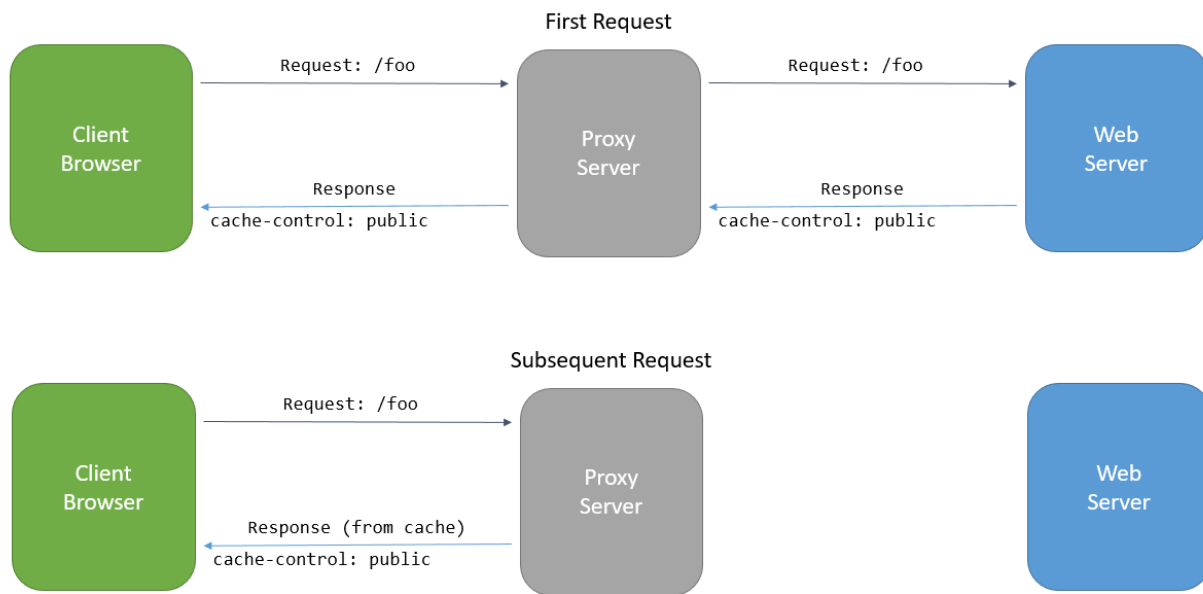 First Request
Request: /foo
Request: /foo
Client
Browser
Proxy
Server
Web
Server
Response
cache-control: public
Response
cache-control: public
Subsequent Request
Request: /foo
Client
Browser
Proxy
Server
Web
Server
Response (from cache)
cache-control: public